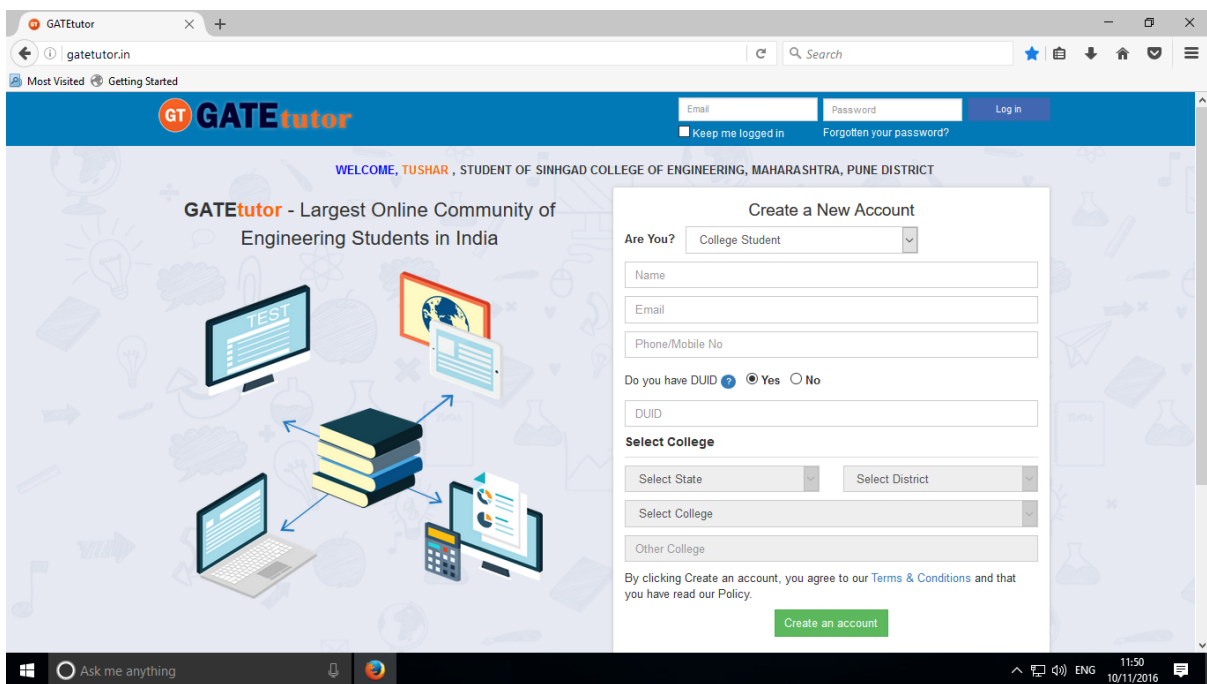 GATEtutor
gatetutor.in
Search
Most Visited Getting Started
GT GATEtutor
Email Password Log in
Keep me logged in Forgotten your password?
WELCOME, TUSHAR , STUDENT OF SINHGAD COLLEGE OF ENGINEERING, MAHARASHTRA, PUNE DISTRICT
GATEtutor - Largest Online Community of
Engineering Students in India
TEST
Create a New Account
Are You? College Student
Name
Email
Phone/Mobile No
Do you have DUID ? Yes No
DUID
Select College
Select State Select District
Select College
Other College
By clicking Create an account, you agree to our Terms & Conditions and that
you have read our Policy.
Create an account
Ask me anything
ENG 11:50
10/11/2016